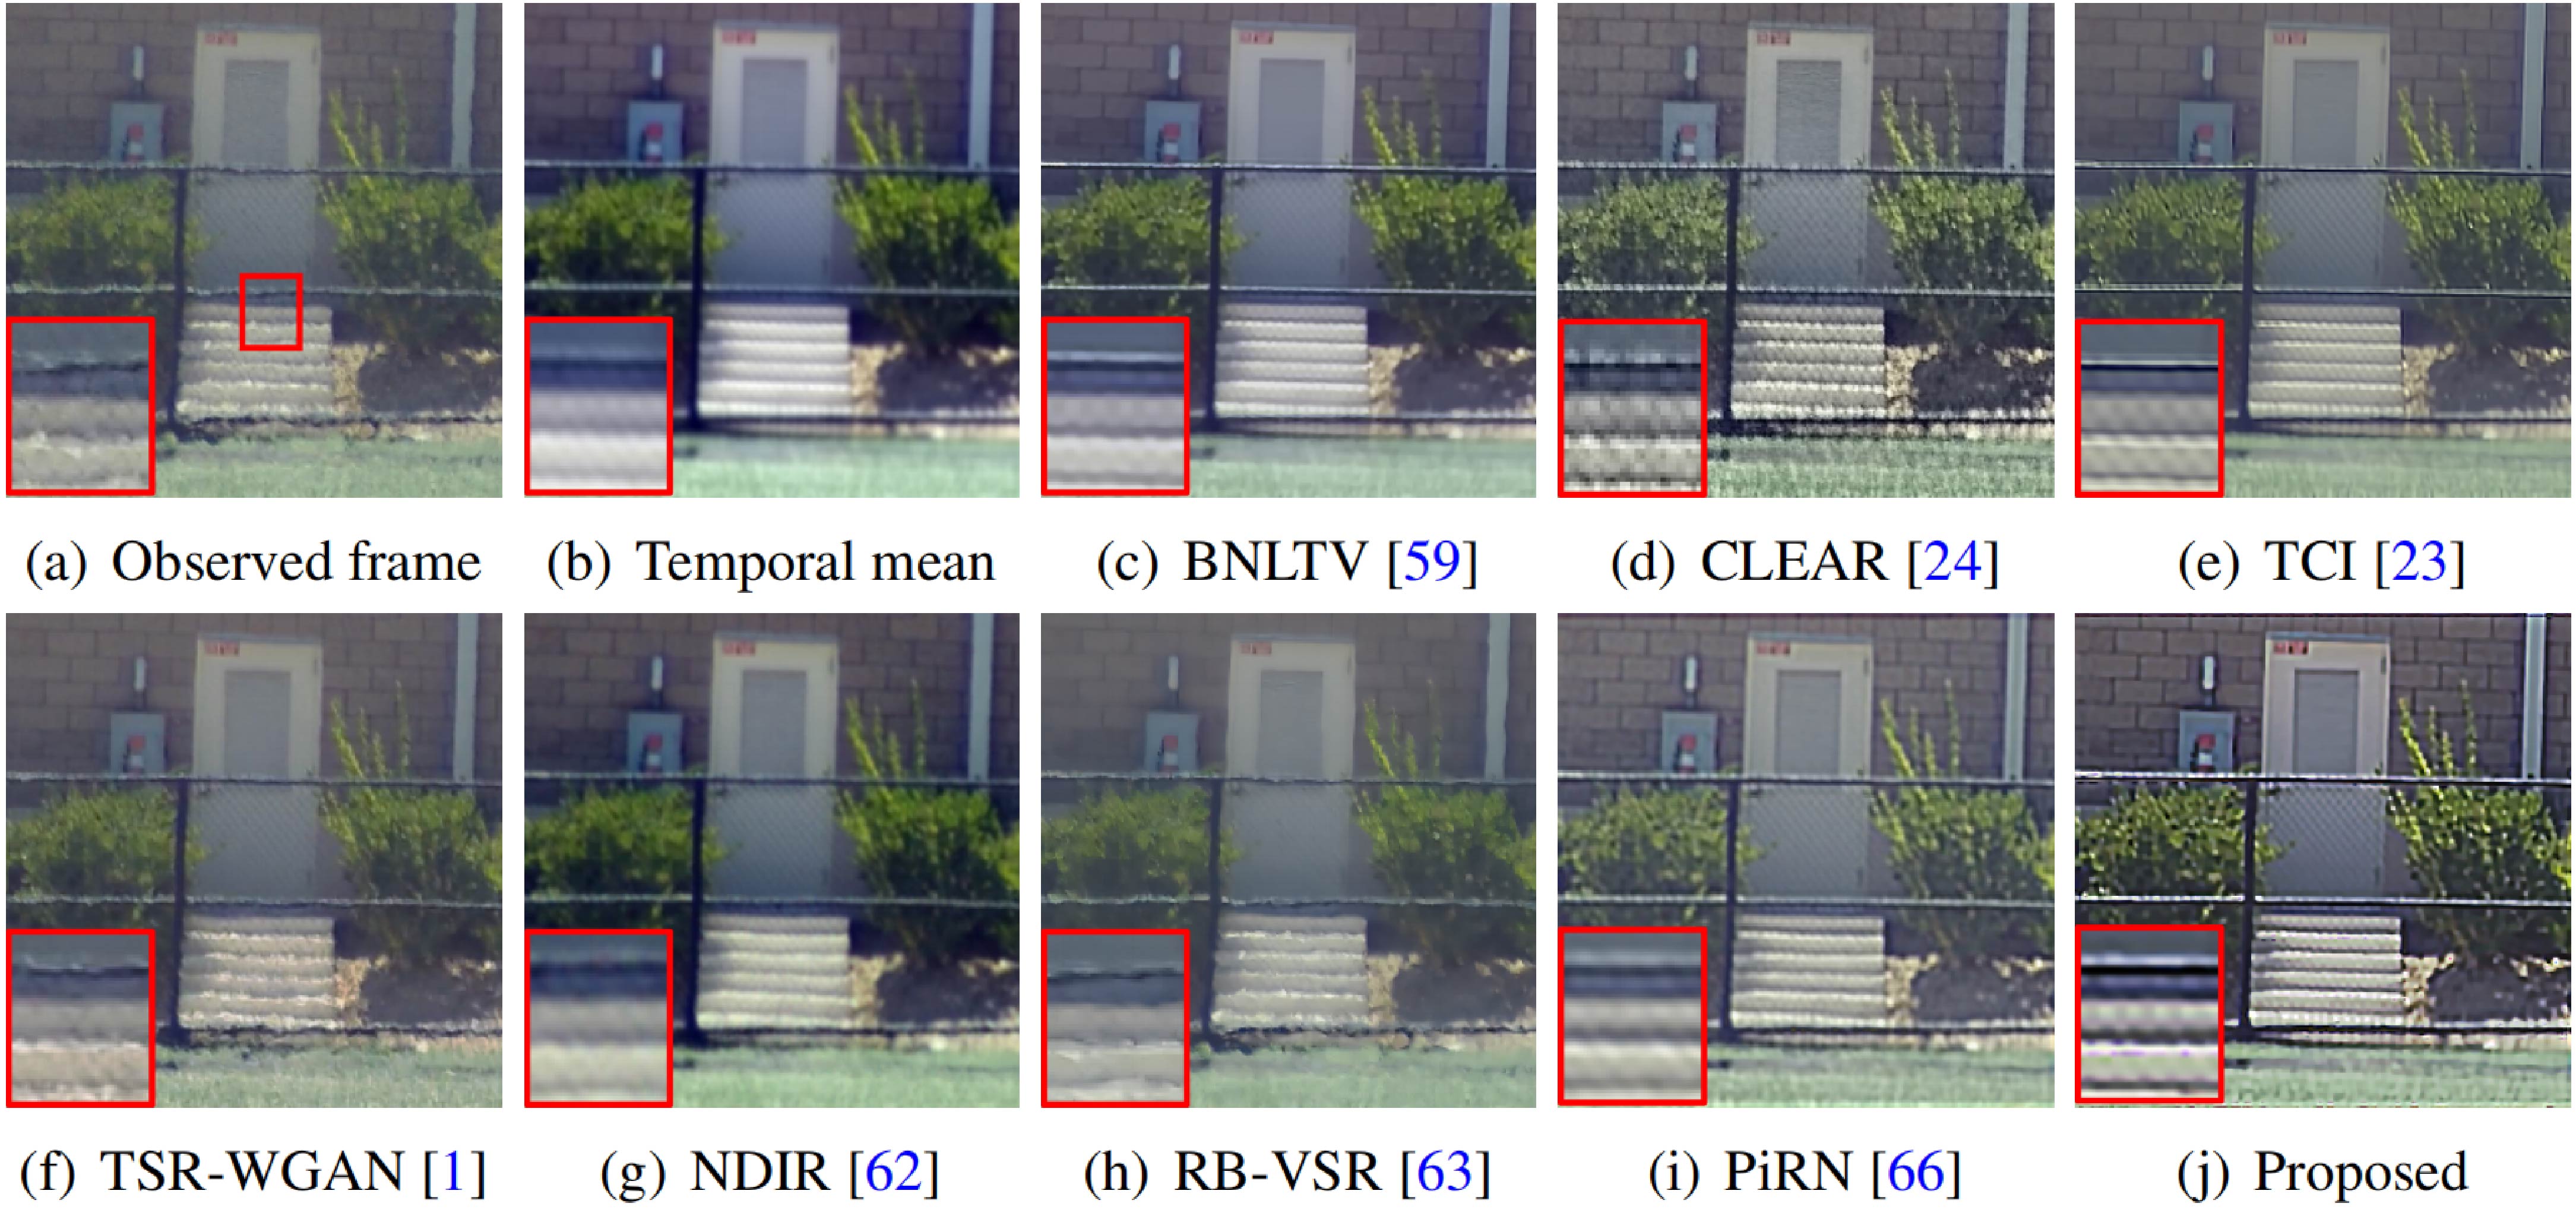 (a) Observed frame
(b) Temporal mean
(c) BNLTV [59]
(d) CLEAR [24]
(e) TCI [23]
(f) TSR-WGAN [1]
(g) NDIR [62]
(h) RB-VSR [63]
(i) PiRN [66]
(j) Proposed